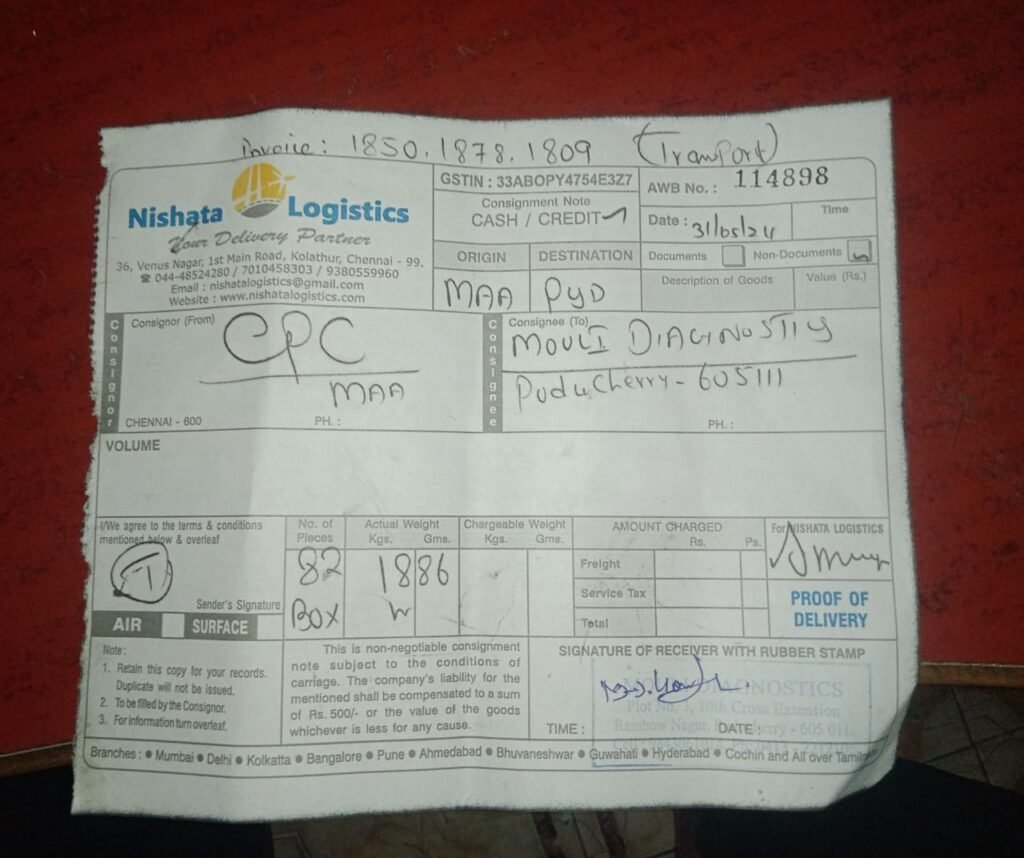 Invoice: 1850. 1878. 1809 (Transport)
Nishata Logistics
Your Delivery Partner
36, Venus Nagar, 1st Main Road, Kolathur, Chennai - 99.
☎ 044-48524280 / 7010458303 / 9380559960
Email : nishatalogistics@gmail.com
Website : www.nishatalogistics.com
GSTIN : 33ABOPY4754E3Z7
Consignment Note
CASH / CREDIT
ORIGIN DESTINATION
MAA PYD
AWB No. : 114898
Date : 31/05/24 Time
Documents Non-Documents
Description of Goods Value (Rs.)
Consignor
Consignor (From)
CPC
MAA
CHENNAI - 600 PH. :
Consignee
Consignee (To)
MOULI DIAGNOSTIY
Puducherry - 605111
PH. :
VOLUME
I/We agree to the terms & conditions
mentioned below & overleaf
Sender's Signature
AIR SURFACE
No. of Pieces
82
BOX
Actual Weight
Kgs. Gms.
1886
Chargeable Weight
Kgs. Gms.
AMOUNT CHARGED
Rs. Ps.
Freight
Service Tax
Total
For NISHATA LOGISTICS
PROOF OF
DELIVERY
Note :
1. Retain this copy for your records.
Duplicate will not be issued.
2. To be filled by the Consignor.
3. For information turn overleaf.
This is non-negotiable consignment
note subject to the conditions of
carriage. The company's liability for the
mentioned shall be compensated to a sum
of Rs. 500/- or the value of the goods
whichever is less for any cause.
SIGNATURE OF RECEIVER WITH RUBBER STAMP
DIAGNOSTICS
Plot No. 3, 10th Cross Extension
Rainbow Nagar, - 605 011.
TIME : DATE :
Branches : ● Mumbai ● Delhi ● Kolkatta ● Bangalore ● Pune ● Ahmedabad ● Bhuvaneshwar ● Guwahati ● Hyderabad ● Cochin and All over Tamiln